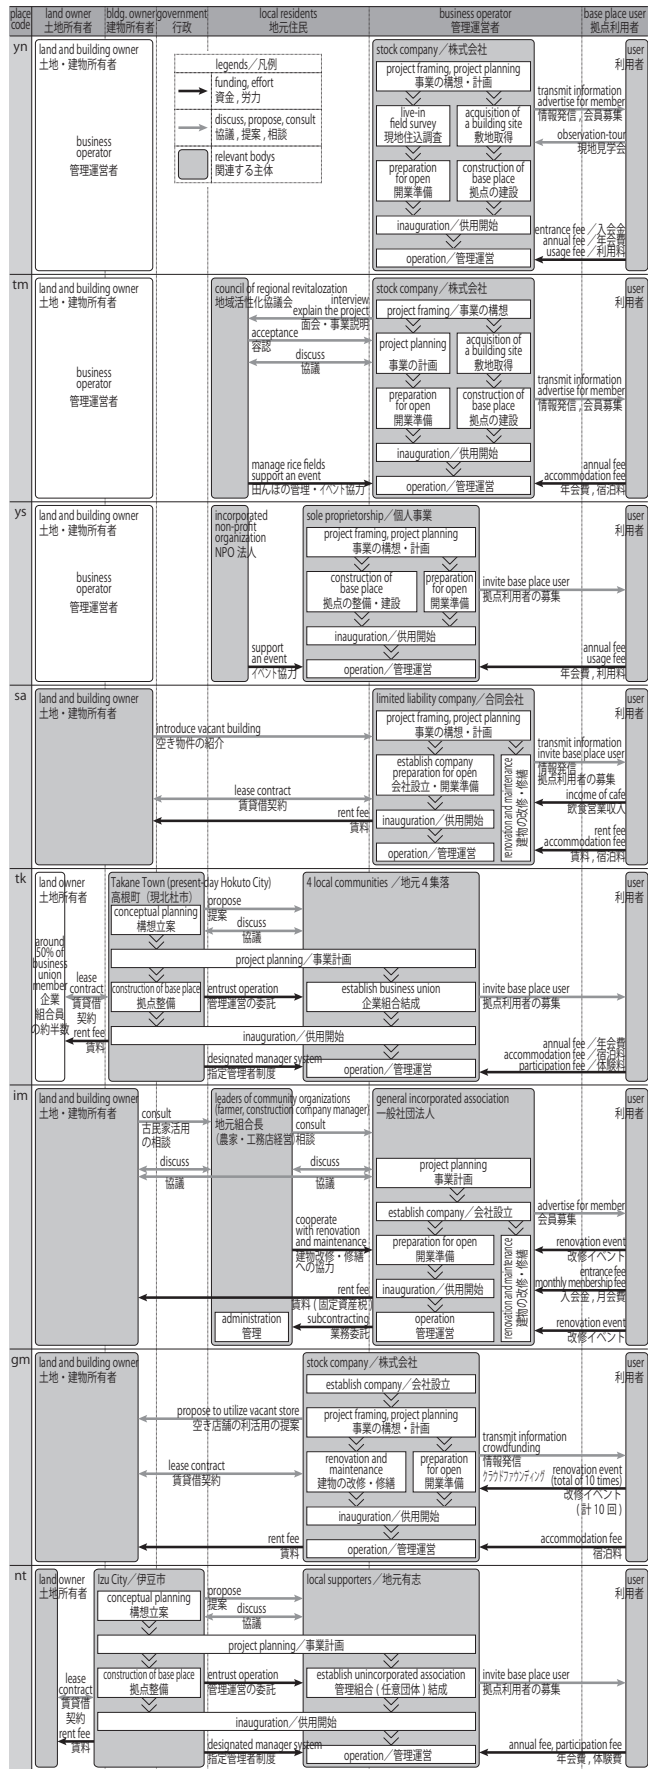 place code
land owner
土地所有者
bldg. owner
建物所有者
government
行政
local residents
地元住民
business operator
管理運営者
base place user
拠点利用者
yn
land and building owner
土地・建物所有者
business
operator
管理運営者
legends／凡例
funding, effort
資金 , 労力
discuss, propose, consult
協議 , 提案 , 相談
relevant bodys
関連する主体
stock company／株式会社
project framing, project planning
事業の構想・計画
live-in
field survey
現地住込調査
acquisition of
a building site
敷地取得
preparation
for open
開業準備
construction of
base place
拠点の建設
inauguration／供用開始
operation／管理運営
transmit information
advertise for member
情報発信 , 会員募集
observation-tour
現地見学会
entrance fee／入会金
annual fee／年会費
usage fee／利用料
user
利用者
tm
land and building owner
土地・建物所有者
business
operator
管理運営者
council of regional revitalozation
地域活性化協議会
interview
explain the project
面会・事業説明
acceptance
容認
discuss
協議
manage rice fields
support an event
田んぼの管理・イベント協力
stock company／株式会社
project framing／事業の構想
project planning
事業の計画
acquisition of
a building site
敷地取得
preparation
for open
開業準備
construction of
base place
拠点の建設
inauguration／供用開始
operation／管理運営
transmit information
advertise for member
情報発信 , 会員募集
annual fee
accommodation fee
年会費 , 宿泊料
user
利用者
ys
land and building owner
土地・建物所有者
business
operator
管理運営者
incorporated
non-profit
organization
NPO 法人
support
an event
イベント協力
sole proprietorship／個人事業
project framing, project planning
事業の構想・計画
construction of
base place
拠点の整備・建設
preparation
for open
開業準備
inauguration／供用開始
operation／管理運営
invite base place user
拠点利用者の募集
annual fee
usage fee
年会費 , 利用料
user
利用者
sa
land and building owner
土地・建物所有者
introduce vacant building
空き物件の紹介
lease contract
賃貸借契約
rent fee
賃料
limited liability company／合同会社
project framing, project planning
事業の構想・計画
establish company
preparation for open
会社設立・開業準備
inauguration／供用開始
operation／管理運営
renovation and maintenance
建物の改修・修繕
transmit information
invite base place user
情報発信
拠点利用者の募集
income of cafe
飲食営業収入
rent fee
accommodation fee
賃料 , 宿泊料
user
利用者
tk
land owner
土地所有者
around
50% of
business
union
member
企業
組合員
の約半数
lease
contract
賃貸借
契約
rent fee
賃料
Takane Town (present-day Hokuto City)
高根町（現北杜市）
conceptual planning
構想立案
propose
提案
discuss
協議
4 local communities ／地元４集落
project planning／事業計画
construction of base place
拠点整備
entrust operation
管理運営の委託
establish business union
企業組合結成
inauguration／供用開始
designated manager system
指定管理者制度
operation／管理運営
invite base place user
拠点利用者の募集
annual fee／年会費
accommodation fee／宿泊料
participation fee／体験料
user
利用者
im
land and building owner
土地・建物所有者
consult
古民家活用
の相談
discuss
協議
leaders of community organizations
(farmer, construction company manager)
地元組合長
（農家・工務店経営）
consult
相談
discuss
協議
cooperate
with renovation
and maintenance
建物改修・修繕
への協力
rent fee
賃料 ( 固定資産税 )
administration
管理
subcontracting
業務委託
general incorporated association
一般社団法人
project planning
事業計画
establish company／会社設立
preparation for open
開業準備
inauguration／供用開始
operation
管理運営
renovation and maintenance
建物の改修・修繕
advertise for member
会員募集
renovation event
改修イベント
entrance fee
monthly menbership fee
入会金 , 月会費
renovation event
改修イベント
user
利用者
gm
land and building owner
土地・建物所有者
propose to utilize vacant store
空き店舗の利活用の提案
lease contract
賃貸借契約
rent fee
賃料
stock company／株式会社
establish company／会社設立
project framing, project planning
事業の構想・計画
renovation and
maintenance
建物の改修・修繕
preparation
for open
開業準備
inauguration／供用開始
operation／管理運営
transmit information
crowdfunding
情報発信
クラウドファウンディング
renovation event
(total of 10 times)
改修イベント
( 計 10 回 )
accommodation fee
宿泊料
user
利用者
nt
land owner
土地所有者
lease
contract
賃貸借
契約
rent fee
賃料
Izu City／伊豆市
conceptual planning
構想立案
propose
提案
discuss
協議
local supporters／地元有志
project planning／事業計画
construction of base place
拠点整備
entrust operation
管理運営の委託
establish unincorporated association
管理組合 ( 任意団体 ) 結成
inauguration／供用開始
designated manager system
指定管理者制度
operation／管理運営
invite base place user
拠点利用者の募集
annual fee, participation fee
年会費 , 体験費
user
利用者